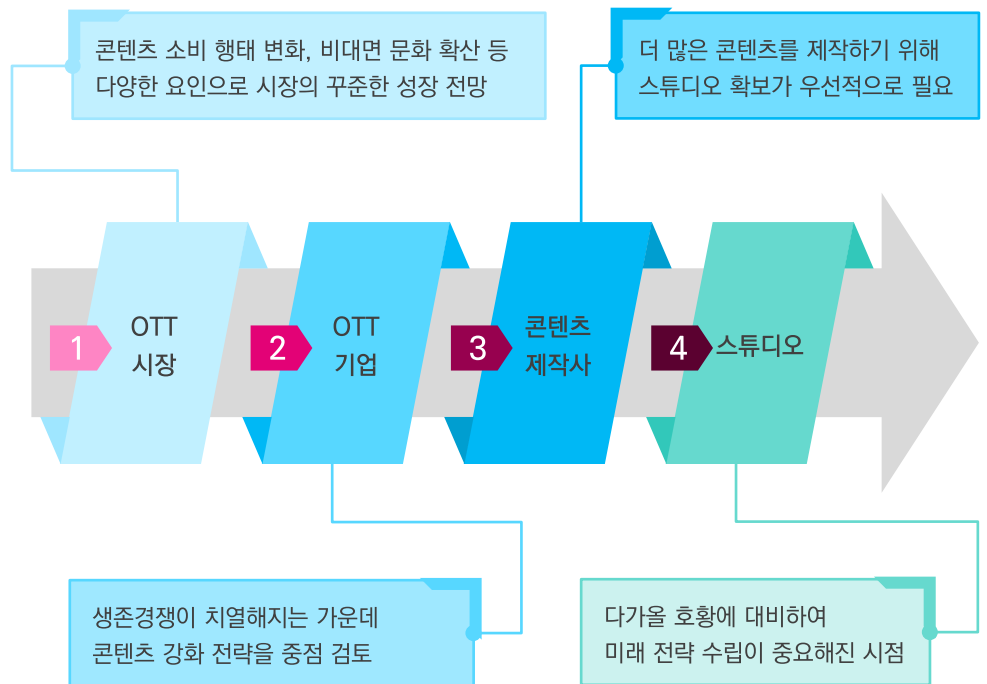 콘텐츠 소비 행태 변화, 비대면 문화 확산 등
다양한 요인으로 시장의 꾸준한 성장 전망
더 많은 콘텐츠를 제작하기 위해
스튜디오 확보가 우선적으로 필요
1
OTT
시장
2
OTT
기업
3
콘텐츠
제작사
4
스튜디오
생존경쟁이 치열해지는 가운데
콘텐츠 강화 전략을 중점 검토
다가올 호황에 대비하여
미래 전략 수립이 중요해진 시점